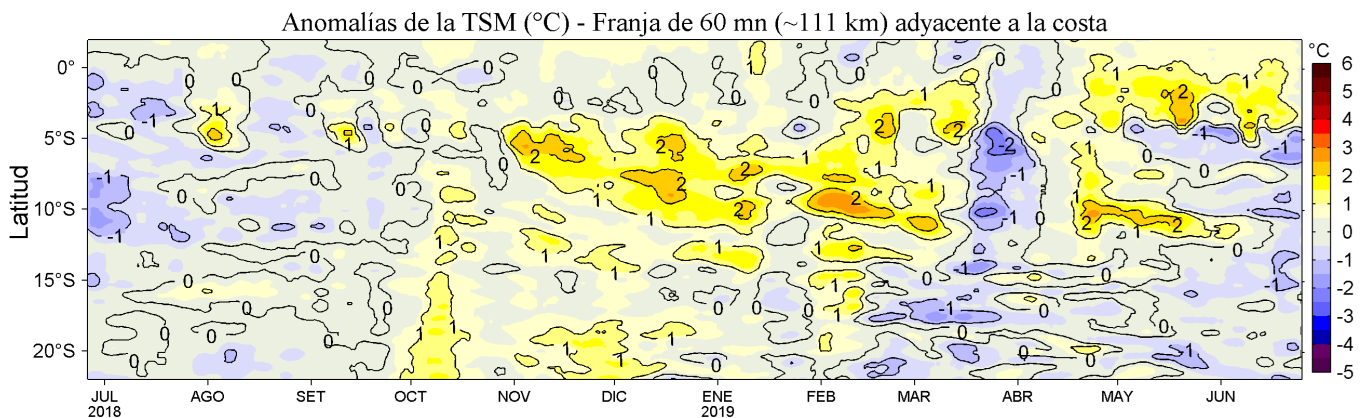 Anomalías de la TSM (°C) - Franja de 60 mn (~111 km) adyacente a la costa
°C
6
5
4
3
2
1
0
-1
-2
-3
-4
-5
Latitud
0°
5°S
10°S
15°S
20°S
JUL AGO SET OCT NOV DIC ENE FEB MAR ABR MAY JUN
2018 2019